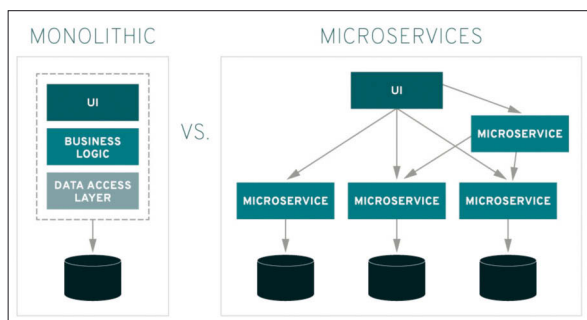 MONOLITHIC
UI
BUSINESS
LOGIC
DATA ACCESS
LAYER
VS.
MICROSERVICES
UI
MICROSERVICE
MICROSERVICE
MICROSERVICE
MICROSERVICE